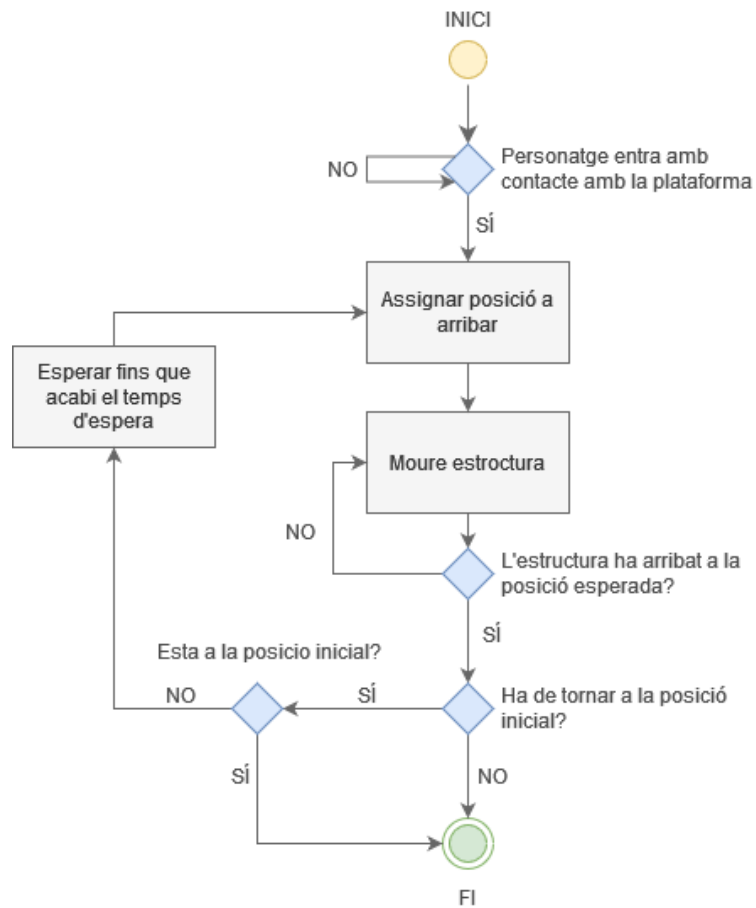 INICI
Personatge entra amb
contacte amb la plataforma
NO
SÍ
Assignar posició a
arribar
Esperar fins que
acabi el temps
d'espera
Moure estroctura
NO
L'estructura ha arribat a la
posició esperada?
SÍ
Esta a la posicio inicial?
NO
SÍ
Ha de tornar a la posició
inicial?
SÍ
NO
FI